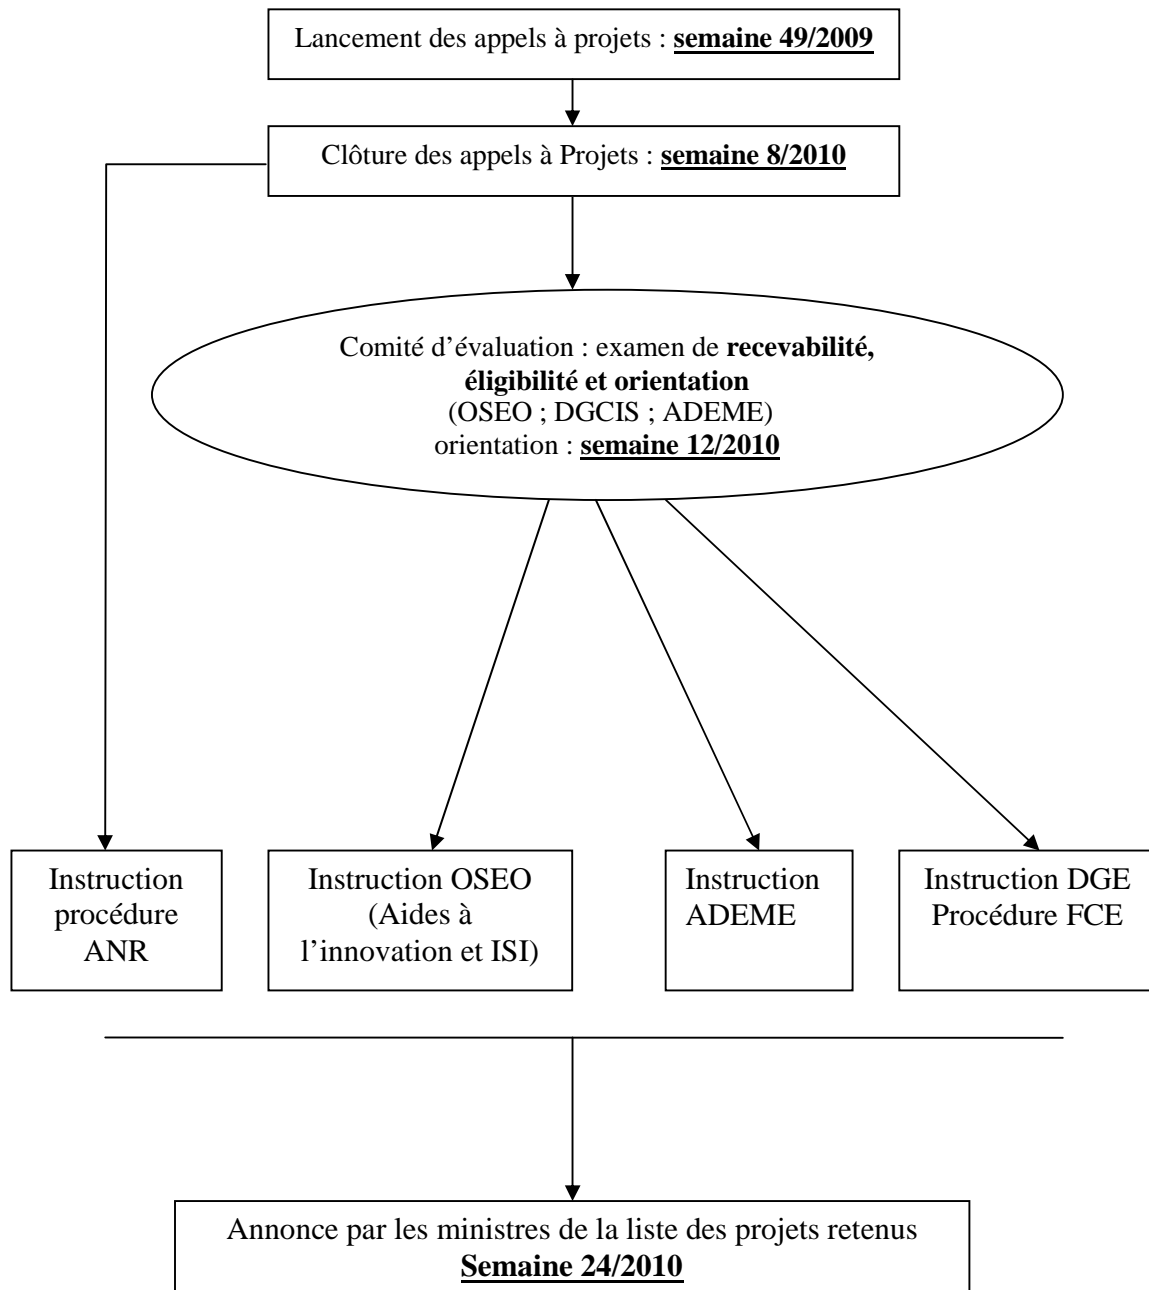 Lancement des appels à projets : semaine 49/2009
Clôture des appels à Projets : semaine 8/2010
Comité d’évaluation : examen de recevabilité,
éligibilité et orientation
(OSEO ; DGCIS ; ADEME)
orientation : semaine 12/2010
Instruction
procédure
ANR
Instruction OSEO
(Aides à
l’innovation et ISI)
Instruction
ADEME
Instruction DGE
Procédure FCE
Annonce par les ministres de la liste des projets retenus
Semaine 24/2010